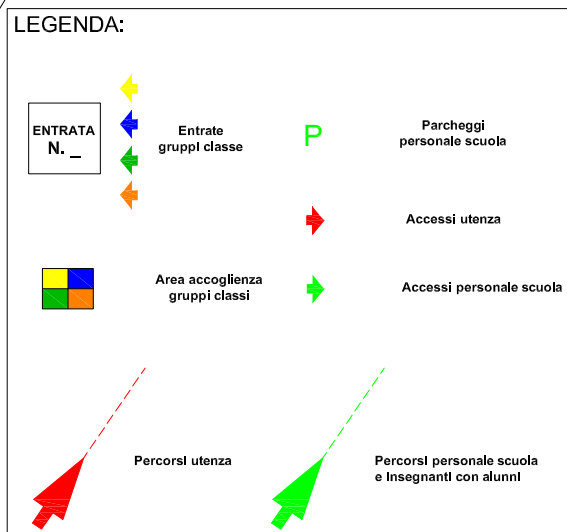 LEGENDA:
ENTRATA
N. _
Entrate
gruppi classe
P
Parcheggi
personale scuola
Accessi utenza
Area accoglienza
gruppi classi
Accessi personale scuola
Percorsi utenza
Percorsi personale scuola
e Insegnanti con alunni